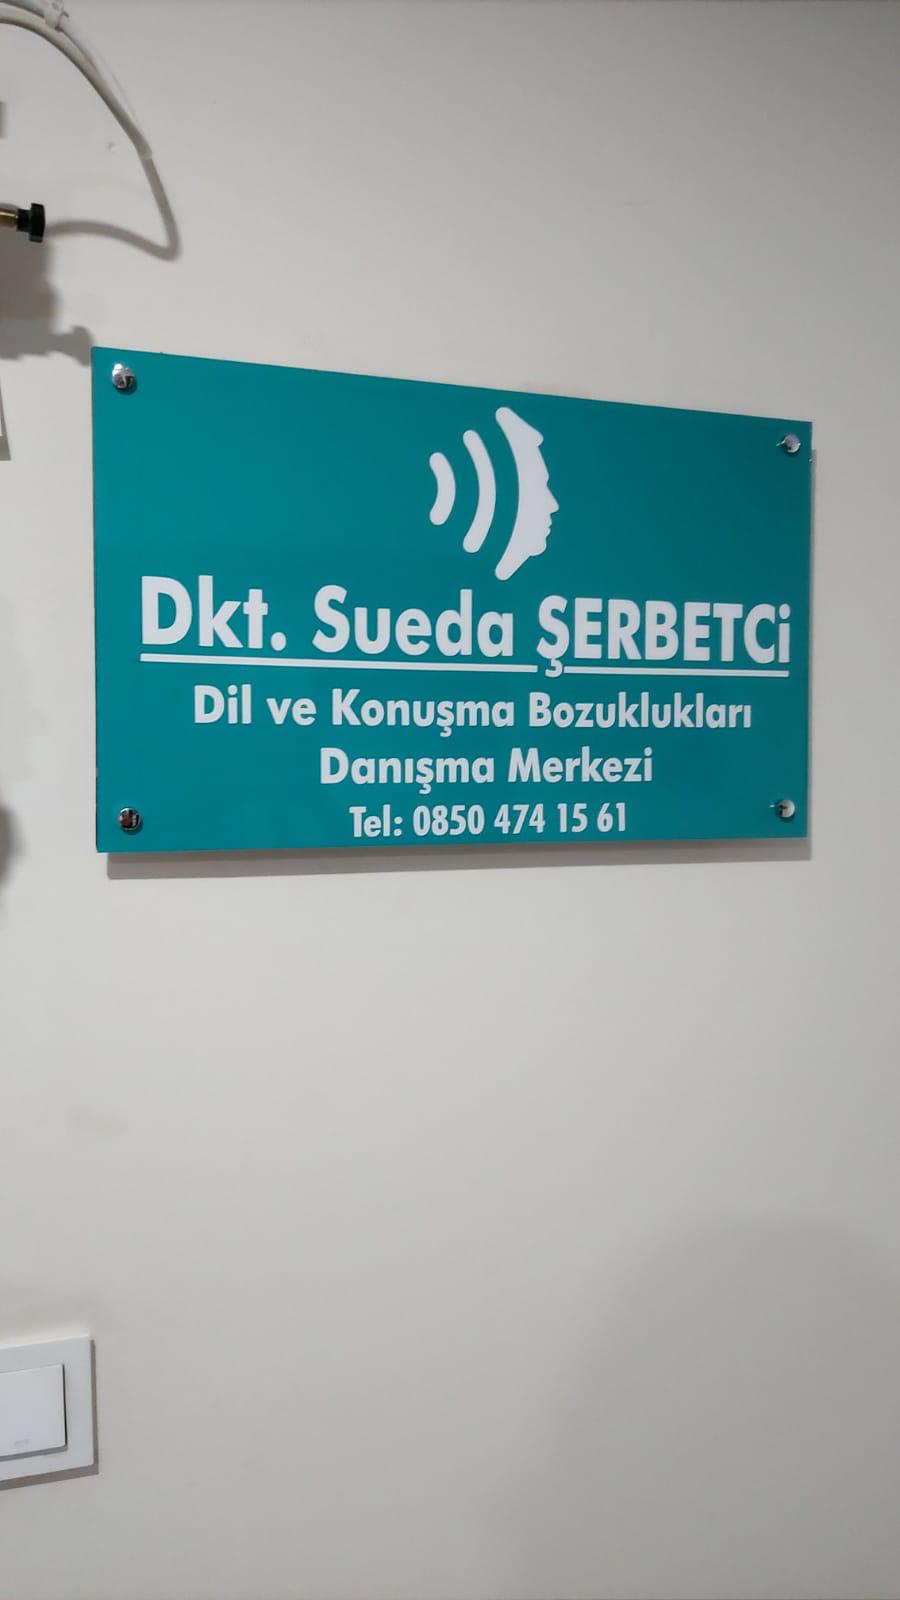 Dkt. Sueda ŞERBETCi
Dil ve Konuşma Bozuklukları
Danışma Merkezi
Tel: 0850 474 15 61